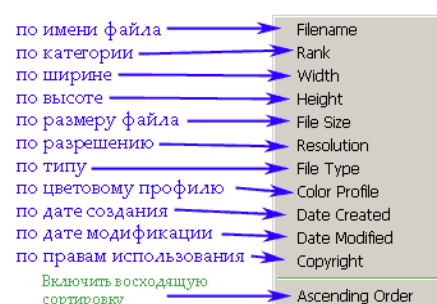 по имени файла Filename
по категории Rank
по ширине Width
по высоте Height
по размеру файла File Size
по разрешению Resolution
по типу File Type
по цветовому профилю Color Profile
по дате создания Date Created
по дате модификации Date Modified
по правам использования Copyright
Включить восходящую
сортировку Ascending Order